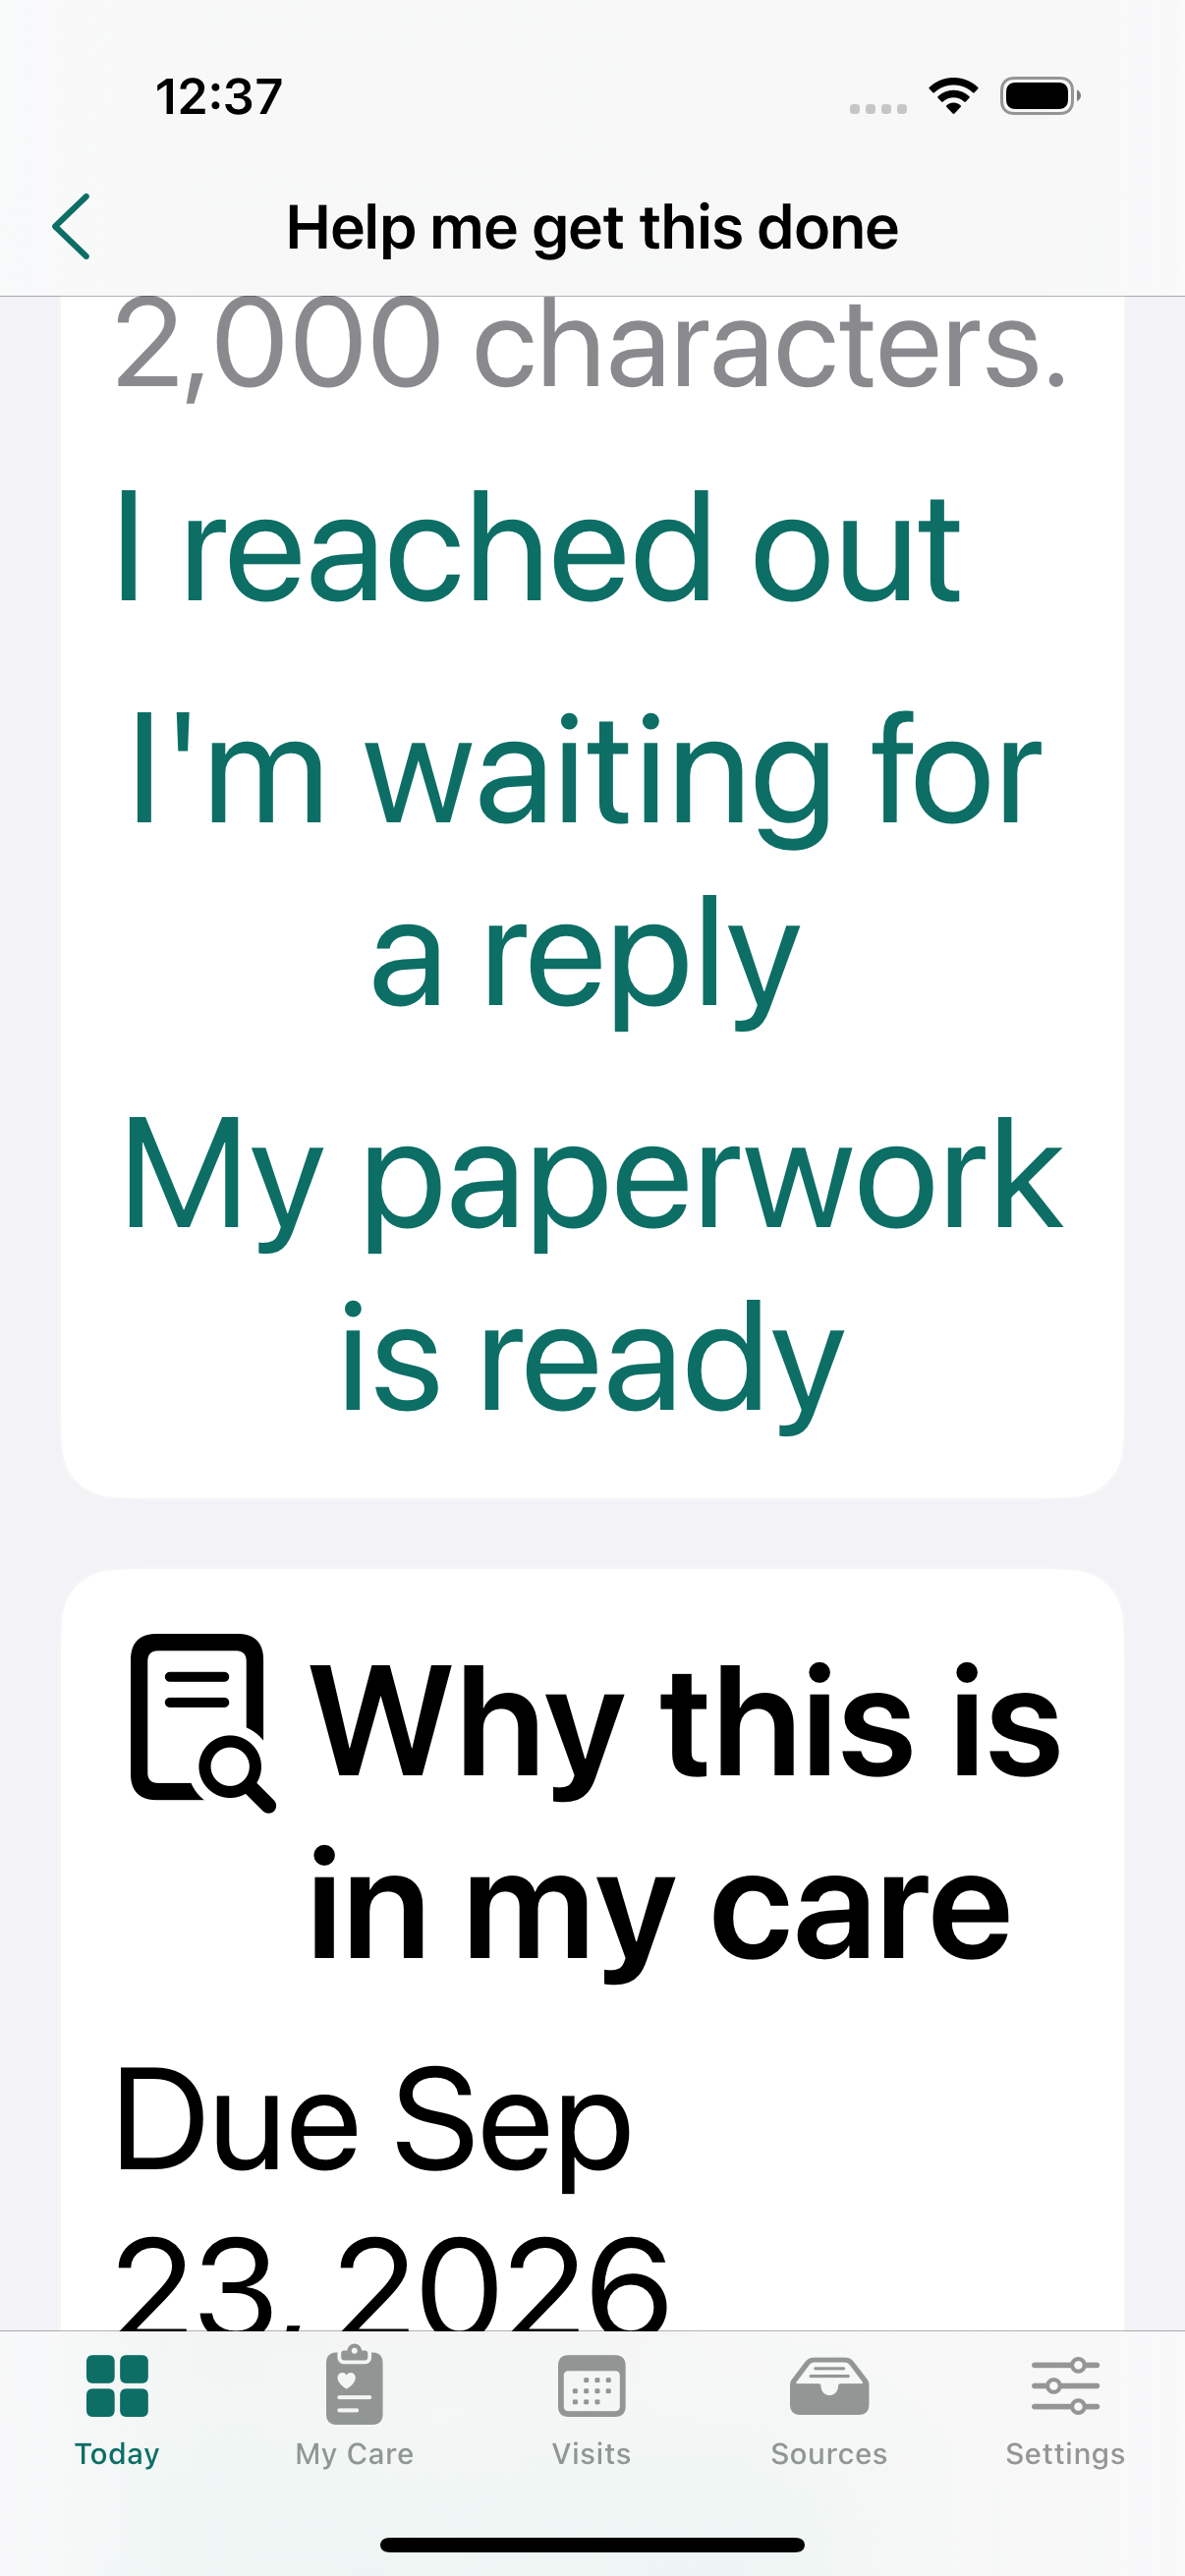 12:37
Help me get this done
2,000 characters.
I reached out
I'm waiting for
a reply
My paperwork
is ready
Why this is
in my care
Due Sep
23, 2026
Today
My Care
Visits
Sources
Settings